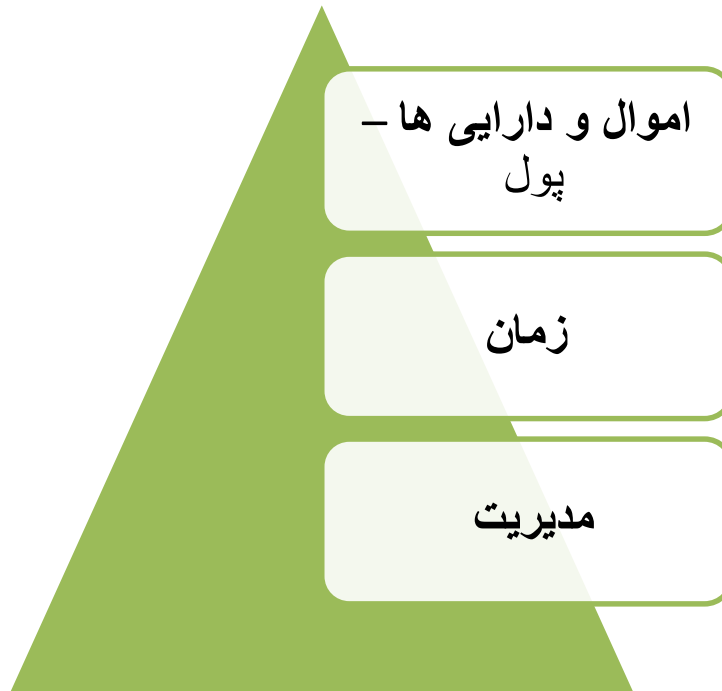 اموال و دارایی ها –
پول
زمان
مدیریت